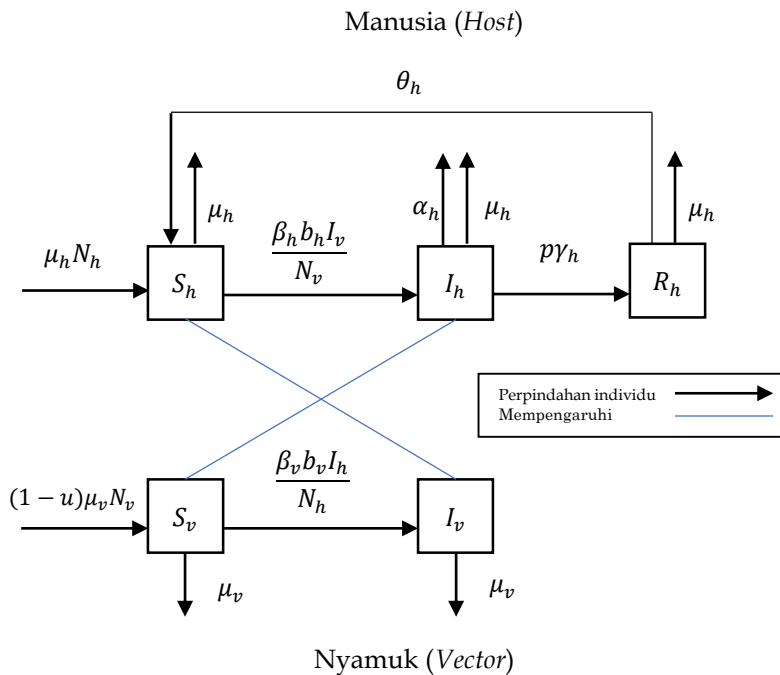 Manusia (Host)
θ_h
μ_h
α_h
μ_h
μ_h
μ_h N_h
S_h
β_h b_h I_v / N_v
I_h
pγ_h
R_h
Perpindahan individu
Mempengaruhi
(1 − u)μ_v N_v
S_v
β_v b_v I_h / N_h
I_v
μ_v
μ_v
Nyamuk (Vector)